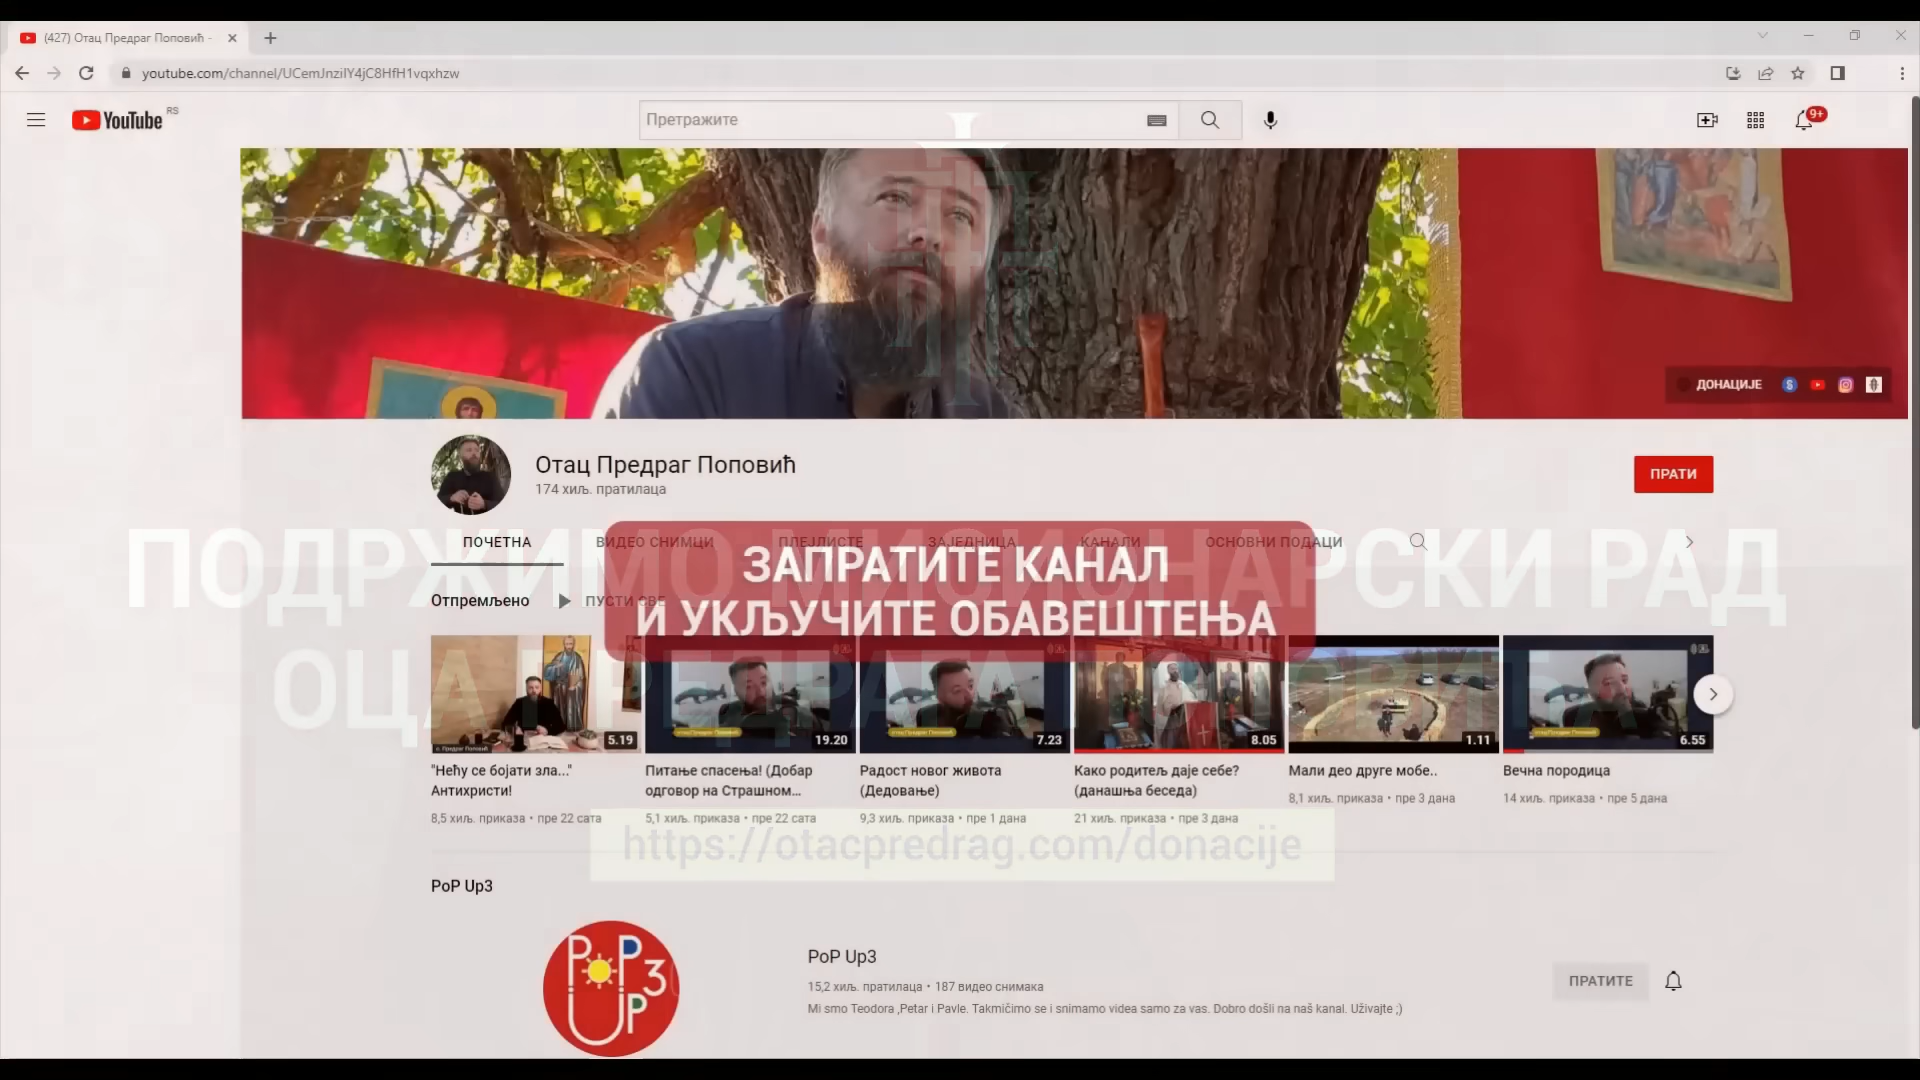 (427) Отац Предраг Поповић -
youtube.com/channel/UCemJnziIY4jC8HfH1vqxhzw
YouTube RS
Претражите
9+
ДОНАЦИЈЕ
Отац Предраг Поповић
174 хиљ. пратилаца
ПРАТИ
ПОЧЕТНА ВИДЕО СНИМЦИ ПЛЕЈЛИСТЕ ЗАЈЕДНИЦА КАНАЛИ ОСНОВНИ ПОДАЦИ
ПОДРЖИМО МИСИОНАРСКИ РАД
ОЦА ПРЕДРАГА ПОПОВИЋА
ЗАПРАТИТЕ КАНАЛ
И УКЉУЧИТЕ ОБАВЕШТЕЊА
Отпремљено ПУСТИ СВЕ
5.19 19.20 7.23 8.05 1.11 6.55
"Нећу се бојати зла..."
Антихристи!
8,5 хиљ. приказа • пре 22 сата
Питање спасења! (Добар
одговор на Страшном...
5,1 хиљ. приказа • пре 22 сата
Радост новог живота
(Дедовање)
9,3 хиљ. приказа • пре 1 дана
Како родитељ даје себе?
(данашња беседа)
21 хиљ. приказа • пре 3 дана
Мали део друге мобе..
8,1 хиљ. приказа • пре 3 дана
Вечна породица
14 хиљ. приказа • пре 5 дана
https://otacpredrag.com/donacije
PoP Up3
POP UP3
PoP Up3
15,2 хиљ. пратилаца • 187 видео снимака
Mi smo Teodora ,Petar i Pavle. Takmičimo se i snimamo videa samo za vas. Dobro došli na naš kanal. Uživajte ;)
ПРАТИТЕ